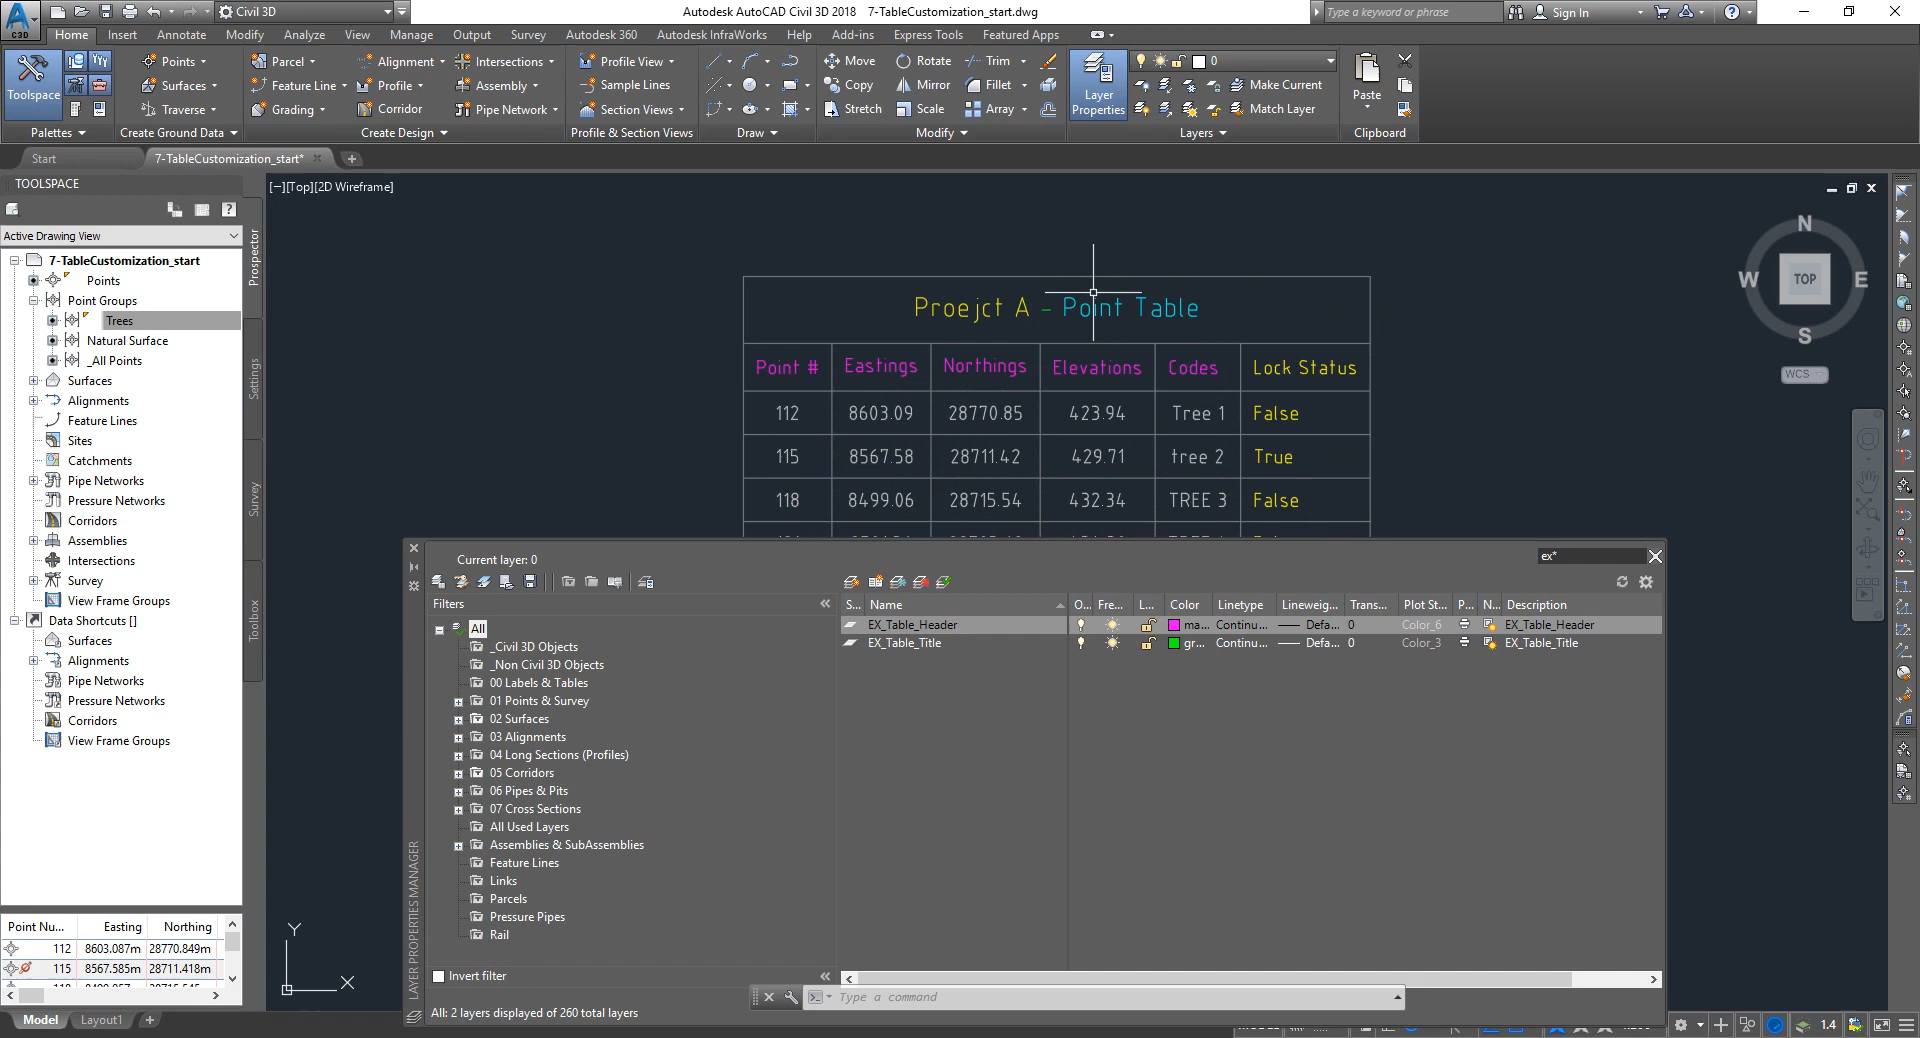 Civil 3D
Autodesk AutoCAD Civil 3D 2018 7-TableCustomization_start.dwg
Type a keyword or phrase
Sign In
C3D
Home Insert Annotate Modify Analyze View Manage Output Survey Autodesk 360 Autodesk InfraWorks Help Add-ins Express Tools Featured Apps
Toolspace
Points
Surfaces
Traverse
Parcel
Feature Line
Grading
Alignment
Profile
Corridor
Intersections
Assembly
Pipe Network
Profile View
Sample Lines
Section Views
Move
Copy
Stretch
Rotate
Mirror
Scale
Trim
Fillet
Array
Layer
Properties
0
Make Current
Match Layer
Paste
Palettes Create Ground Data Create Design Profile & Section Views Draw Modify Layers Clipboard
Start
7-TableCustomization_start*
TOOLSPACE
Active Drawing View
7-TableCustomization_start
Points
Point Groups
Trees
Natural Surface
_All Points
Surfaces
Alignments
Feature Lines
Sites
Catchments
Pipe Networks
Pressure Networks
Corridors
Assemblies
Intersections
Survey
View Frame Groups
Data Shortcuts []
Surfaces
Alignments
Pipe Networks
Pressure Networks
Corridors
View Frame Groups
Prospector
Settings
Survey
Toolbox
Point Nu... Easting Northing
112 8603.087m 28770.849m
115 8567.585m 28711.418m
Model Layout1
[−][Top][2D Wireframe]
N
W TOP E
S
WCS
Proejct A - Point Table
Point # Eastings Northings Elevations Codes Lock Status
112 8603.09 28770.85 423.94 Tree 1 False
115 8567.58 28711.42 429.71 tree 2 True
118 8499.06 28715.54 432.34 TREE 3 False
Y
X
Current layer: 0
ex*
Filters
All
_Civil 3D Objects
_Non Civil 3D Objects
00 Labels & Tables
01 Points & Survey
02 Surfaces
03 Alignments
04 Long Sections (Profiles)
05 Corridors
06 Pipes & Pits
07 Cross Sections
All Used Layers
Assemblies & SubAssemblies
Feature Lines
Links
Parcels
Pressure Pipes
Rail
Invert filter
All: 2 layers displayed of 260 total layers
LAYER PROPERTIES MANAGER
S... Name O... Fre... L... Color Linetype Lineweig... Trans... Plot St... P... N... Description
EX_Table_Header ma... Continu... Defa... 0 Color_6 EX_Table_Header
EX_Table_Title gr... Continu... Defa... 0 Color_3 EX_Table_Title
Type a command
1.4